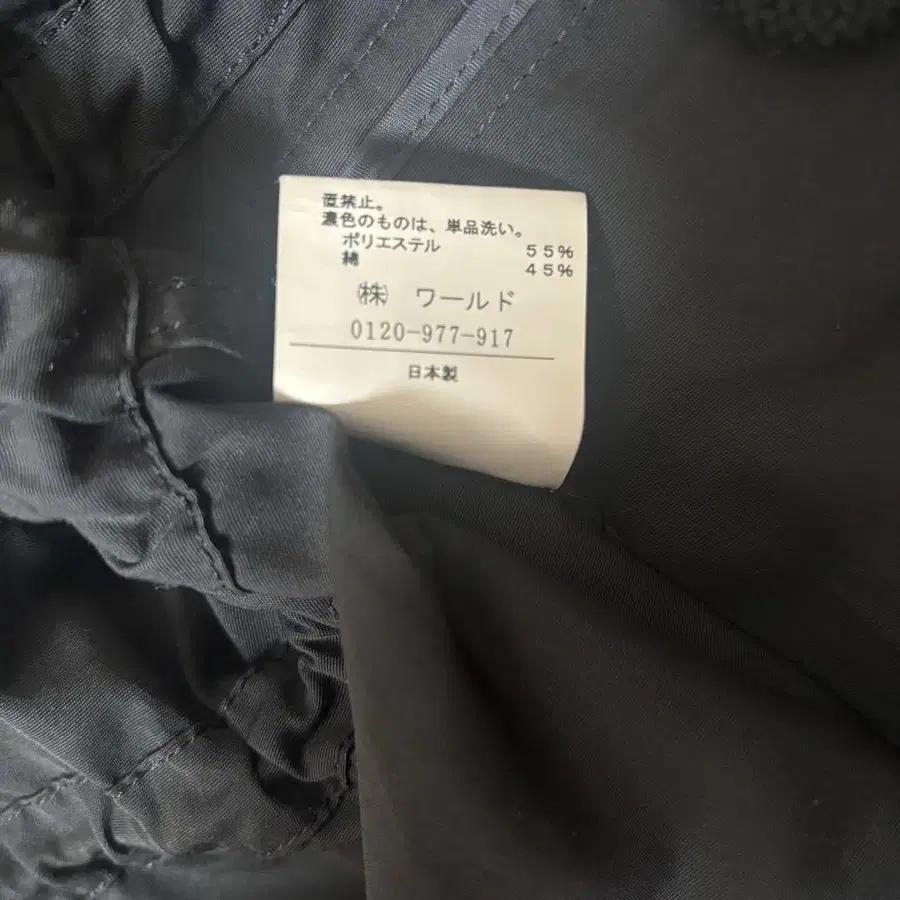 置禁止。
濃色のものは、単品洗い。
ポリエステル 55%
綿 45%
㈱ ワールド
0120-977-917
日本製